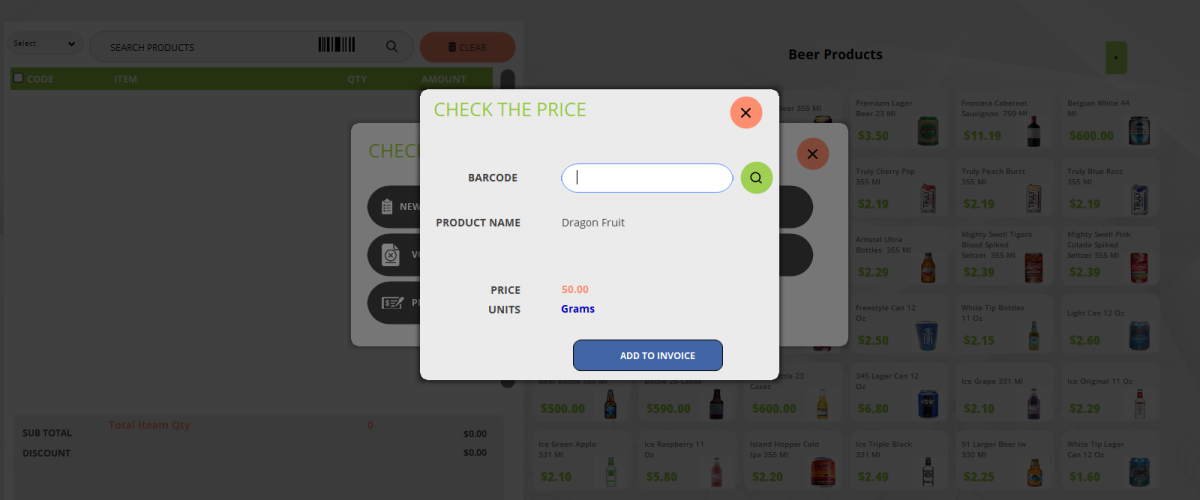 Select
SEARCH PRODUCTS
CLEAR
CODE ITEM QTY AMOUNT
Total Iteam Qty 0
SUB TOTAL $0.00
DISCOUNT $0.00
CHECK THE PRICE
BARCODE
PRODUCT NAME Dragon Fruit
PRICE 50.00
UNITS Grams
ADD TO INVOICE
CHEC
NEW
Beer Products
Beer 355 Ml
Premium Lager
Beer 23 Ml
$3.50
Frontera Cabernet
Sauvignon 750 Ml
$11.19
Belgian White 44
Ml
$600.00
Truly Cherry Pop
355 Ml
$2.19
Truly Peach Burst
355 Ml
$2.19
Truly Blue Razz
355 Ml
$2.19
Amstel Ultra
Bottles 355 Ml
$2.29
Mighty Swell Tigers
Blood Spiked
Seltzer 355 Ml
$2.39
Mighty Swell Pink
Colada Spiked
Seltzer 355 Ml
$2.39
Freestyle Can 12
Oz
$2.50
White Tip Bottles
11 Oz
$2.15
Light Can 12 Oz
$2.60
$500.00
$590.00
Cases
$600.00
345 Lager Can 12
Oz
$6.80
Ice Grape 331 Ml
$2.10
Ice Original 11 Oz
$2.29
Ice Green Apple
331 Ml
$2.10
Ice Raspberry 11
Oz
$5.80
Island Hopper Cold
Ipa 355 Ml
$2.20
Ice Triple Black
331 Ml
$2.49
91 Larger Beer Iw
330 Ml
$2.25
White Tip Lager
Can 12 Oz
$1.60